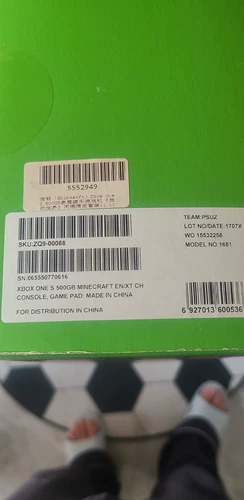 5552949
SKU:ZQ9-00088
SN:065550770616
XBOX ONE S 500GB MINECRAFT EN/XT CH
CONSOLE, GAME PAD: MADE IN CHINA
FOR DISTRIBUTION IN CHINA
TEAM:PSUZ
LOT NO/DATE: 1707X
WO 15532256
MODEL NO:1681
6 927013 600536